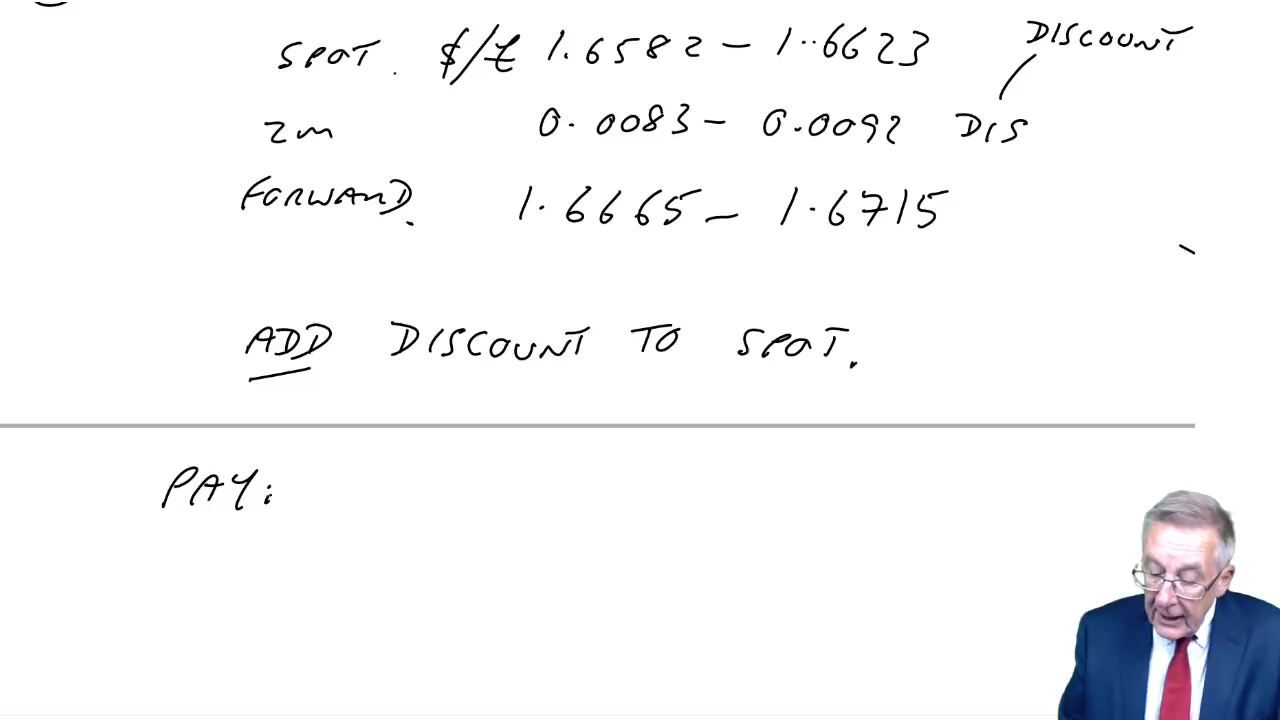 SPOT. $/£ 1.6582 – 1.6623 DISCOUNT
2m 0.0083 – 0.0092 DIS
FORWARD. 1.6665 – 1.6715
ADD DISCOUNT TO SPOT.
PAY: